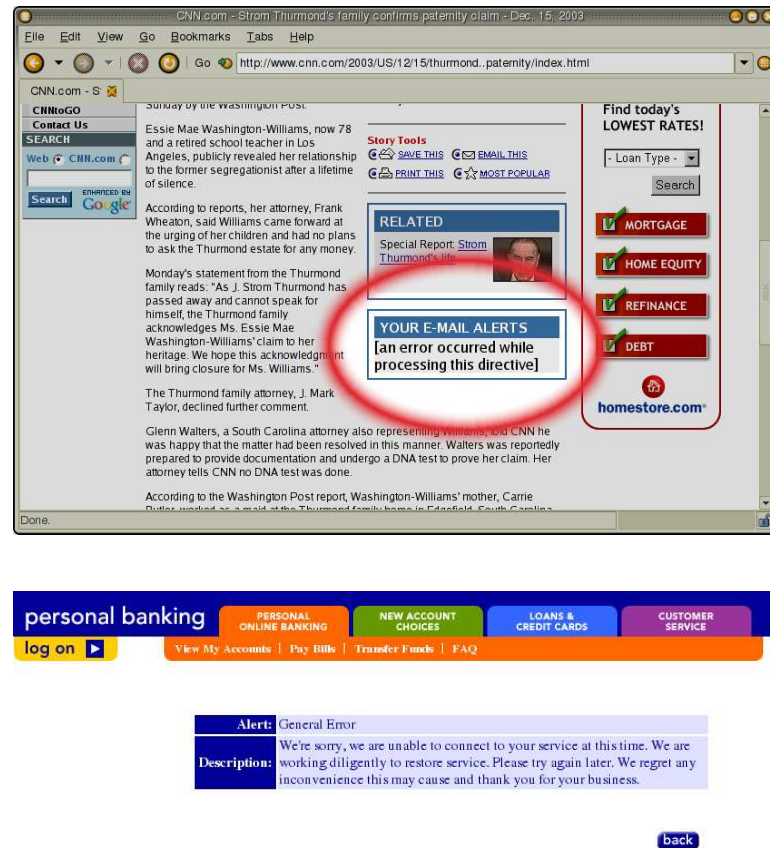 CNN.com - Strom Thurmond's family confirms paternity claim - Dec. 15, 2003
File Edit View Go Bookmarks Tabs Help
Go http://www.cnn.com/2003/US/12/15/thurmond..paternity/index.html
CNN.com - S
CNNtoGO
Contact Us
SEARCH
Web CNN.com
Search ENHANCED BY Google
Sunday by the Washington Post.
Essie Mae Washington-Williams, now 78
and a retired school teacher in Los
Angeles, publicly revealed her relationship
to the former segregationist after a lifetime
of silence.
According to reports, her attorney, Frank
Wheaton, said Williams came forward at
the urging of her children and had no plans
to ask the Thurmond estate for any money.
Monday's statement from the Thurmond
family reads: "As J. Strom Thurmond has
passed away and cannot speak for
himself, the Thurmond family
acknowledges Ms. Essie Mae
Washington-Williams' claim to her
heritage. We hope this acknowledgment
will bring closure for Ms. Williams."
The Thurmond family attorney, J. Mark
Taylor, declined further comment.
Glenn Walters, a South Carolina attorney also representing Williams, told CNN he
was happy that the matter had been resolved in this manner. Walters was reportedly
prepared to provide documentation and undergo a DNA test to prove her claim. Her
attorney tells CNN no DNA test was done.
According to the Washington Post report, Washington-Williams' mother, Carrie
Butler, worked as a maid at the Thurmond family home in Edgefield, South Carolina
Story Tools
SAVE THIS EMAIL THIS
PRINT THIS MOST POPULAR
RELATED
Special Report: Strom
Thurmond's life
YOUR E-MAIL ALERTS
[an error occurred while
processing this directive]
Find today's
LOWEST RATES!
- Loan Type -
Search
MORTGAGE
HOME EQUITY
REFINANCE
DEBT
homestore.com
Done.
personal banking
PERSONAL
ONLINE BANKING
NEW ACCOUNT
CHOICES
LOANS &
CREDIT CARDS
CUSTOMER
SERVICE
log on
View My Accounts | Pay Bills | Transfer Funds | FAQ
Alert: General Error
Description: We're sorry, we are unable to connect to your service at this time. We are
working diligently to restore service. Please try again later. We regret any
inconvenience this may cause and thank you for your business.
back